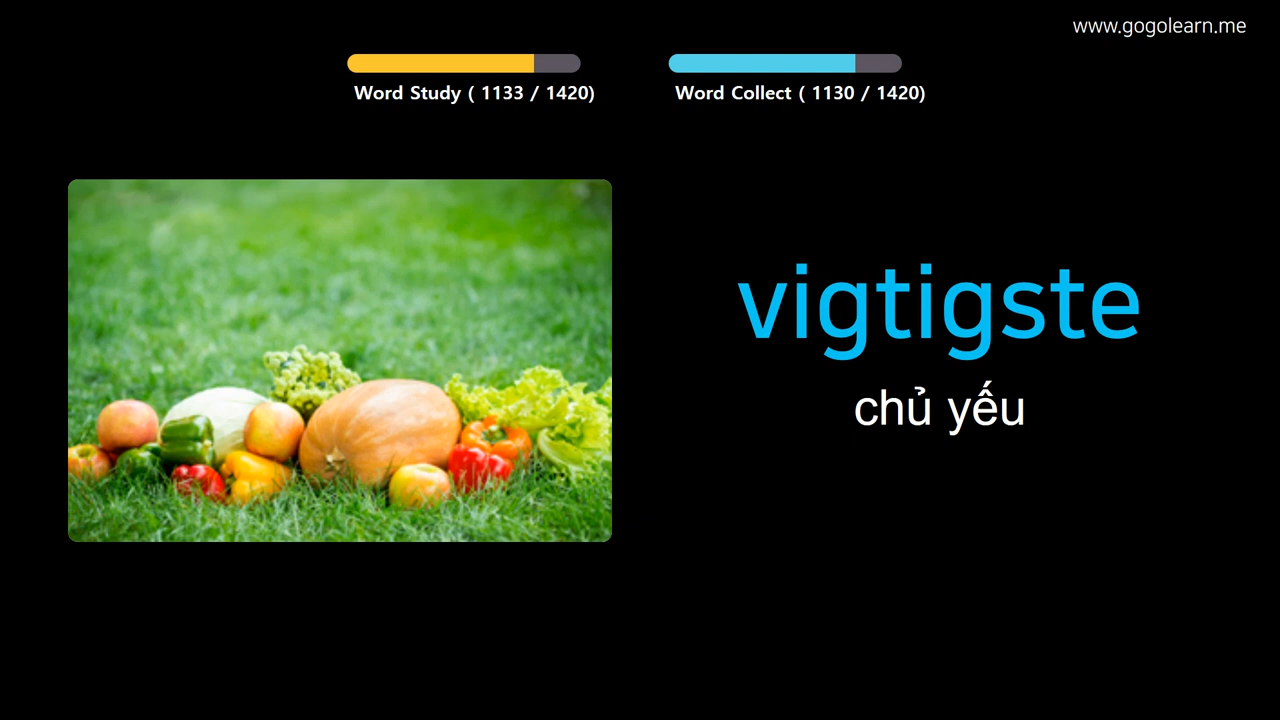 www.gogolearn.me
Word Study ( 1133 / 1420)
Word Collect ( 1130 / 1420)
vigtigste
chủ yếu